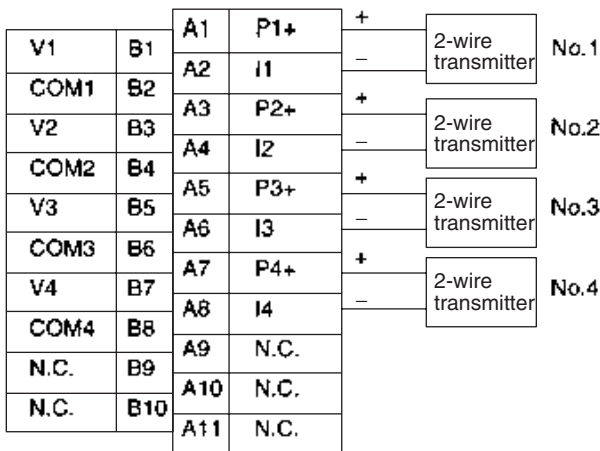 A1 P1+ +
V1 B1 2-wire transmitter No.1
A2 I1 −
COM1 B2
A3 P2+ +
V2 B3 2-wire transmitter No.2
A4 I2 −
COM2 B4
A5 P3+ +
V3 B5 2-wire transmitter No.3
A6 I3 −
COM3 B6
A7 P4+ +
V4 B7 2-wire transmitter No.4
A8 I4 −
COM4 B8
A9 N.C.
N.C. B9
A10 N.C.
N.C. B10
A11 N.C.